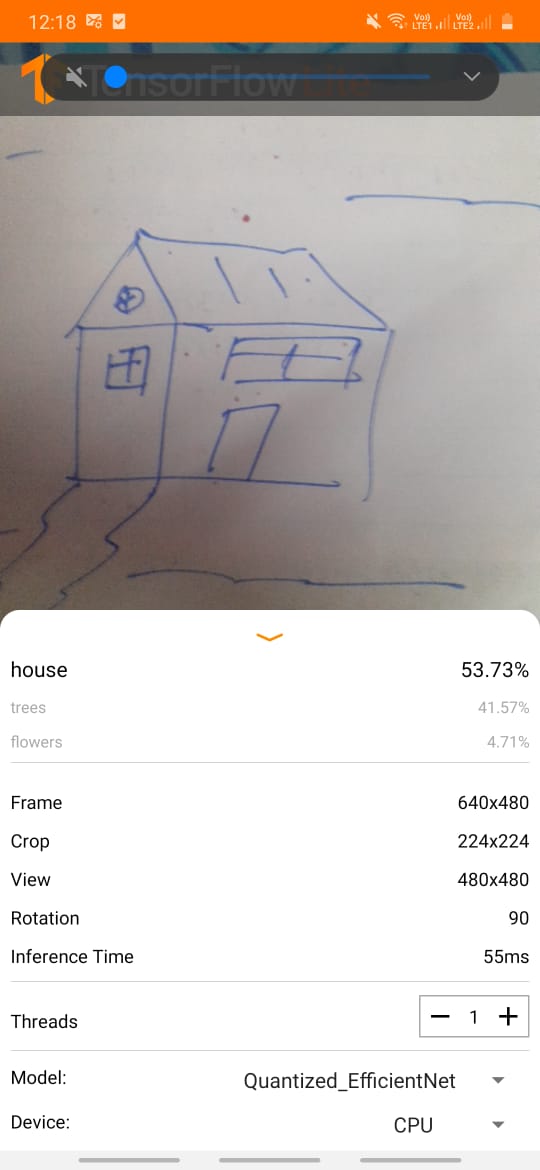 12:18
Vo)) LTE1 Vo)) LTE2
TensorFlow Lite
house 53.73%
trees 41.57%
flowers 4.71%
Frame 640x480
Crop 224x224
View 480x480
Rotation 90
Inference Time 55ms
Threads 1
Model: Quantized_EfficientNet
Device: CPU